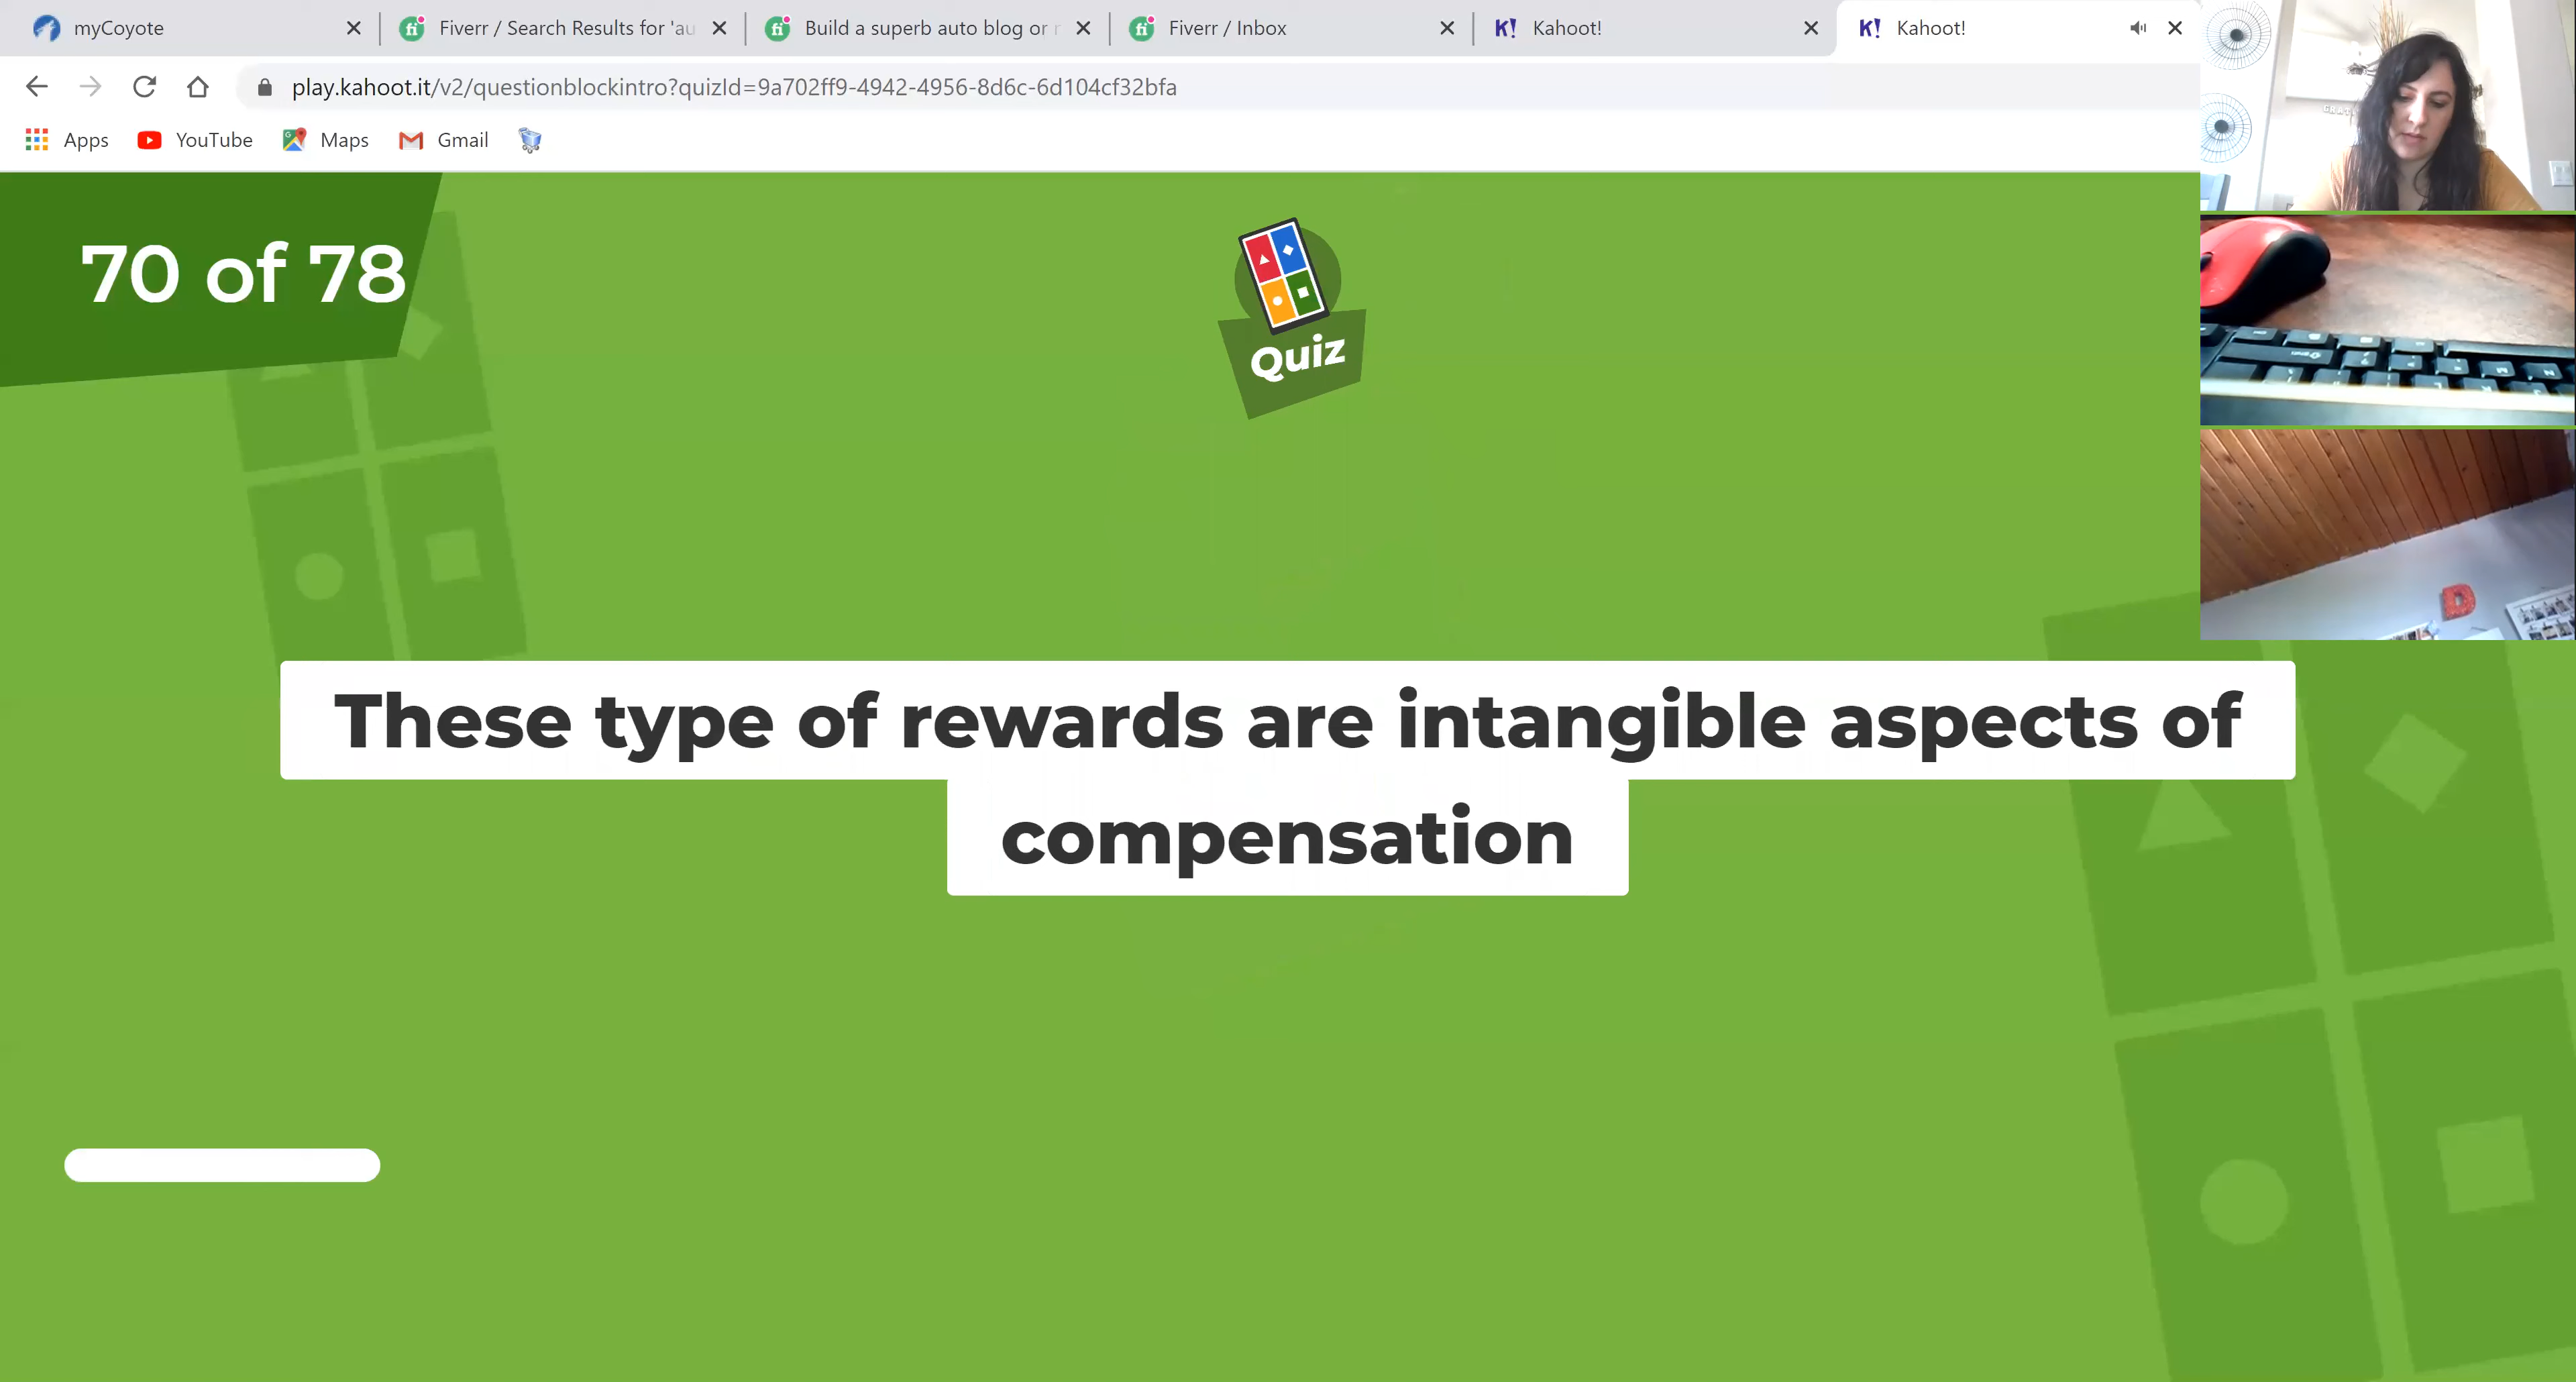 myCoyote
Fiverr / Search Results for 'au
Build a superb auto blog or
Fiverr / Inbox
K! Kahoot!
K! Kahoot!
play.kahoot.it/v2/questionblockintro?quizId=9a702ff9-4942-4956-8d6c-6d104cf32bfa
Apps
YouTube
Maps
Gmail
70 of 78
Quiz
These type of rewards are intangible aspects of
compensation
D